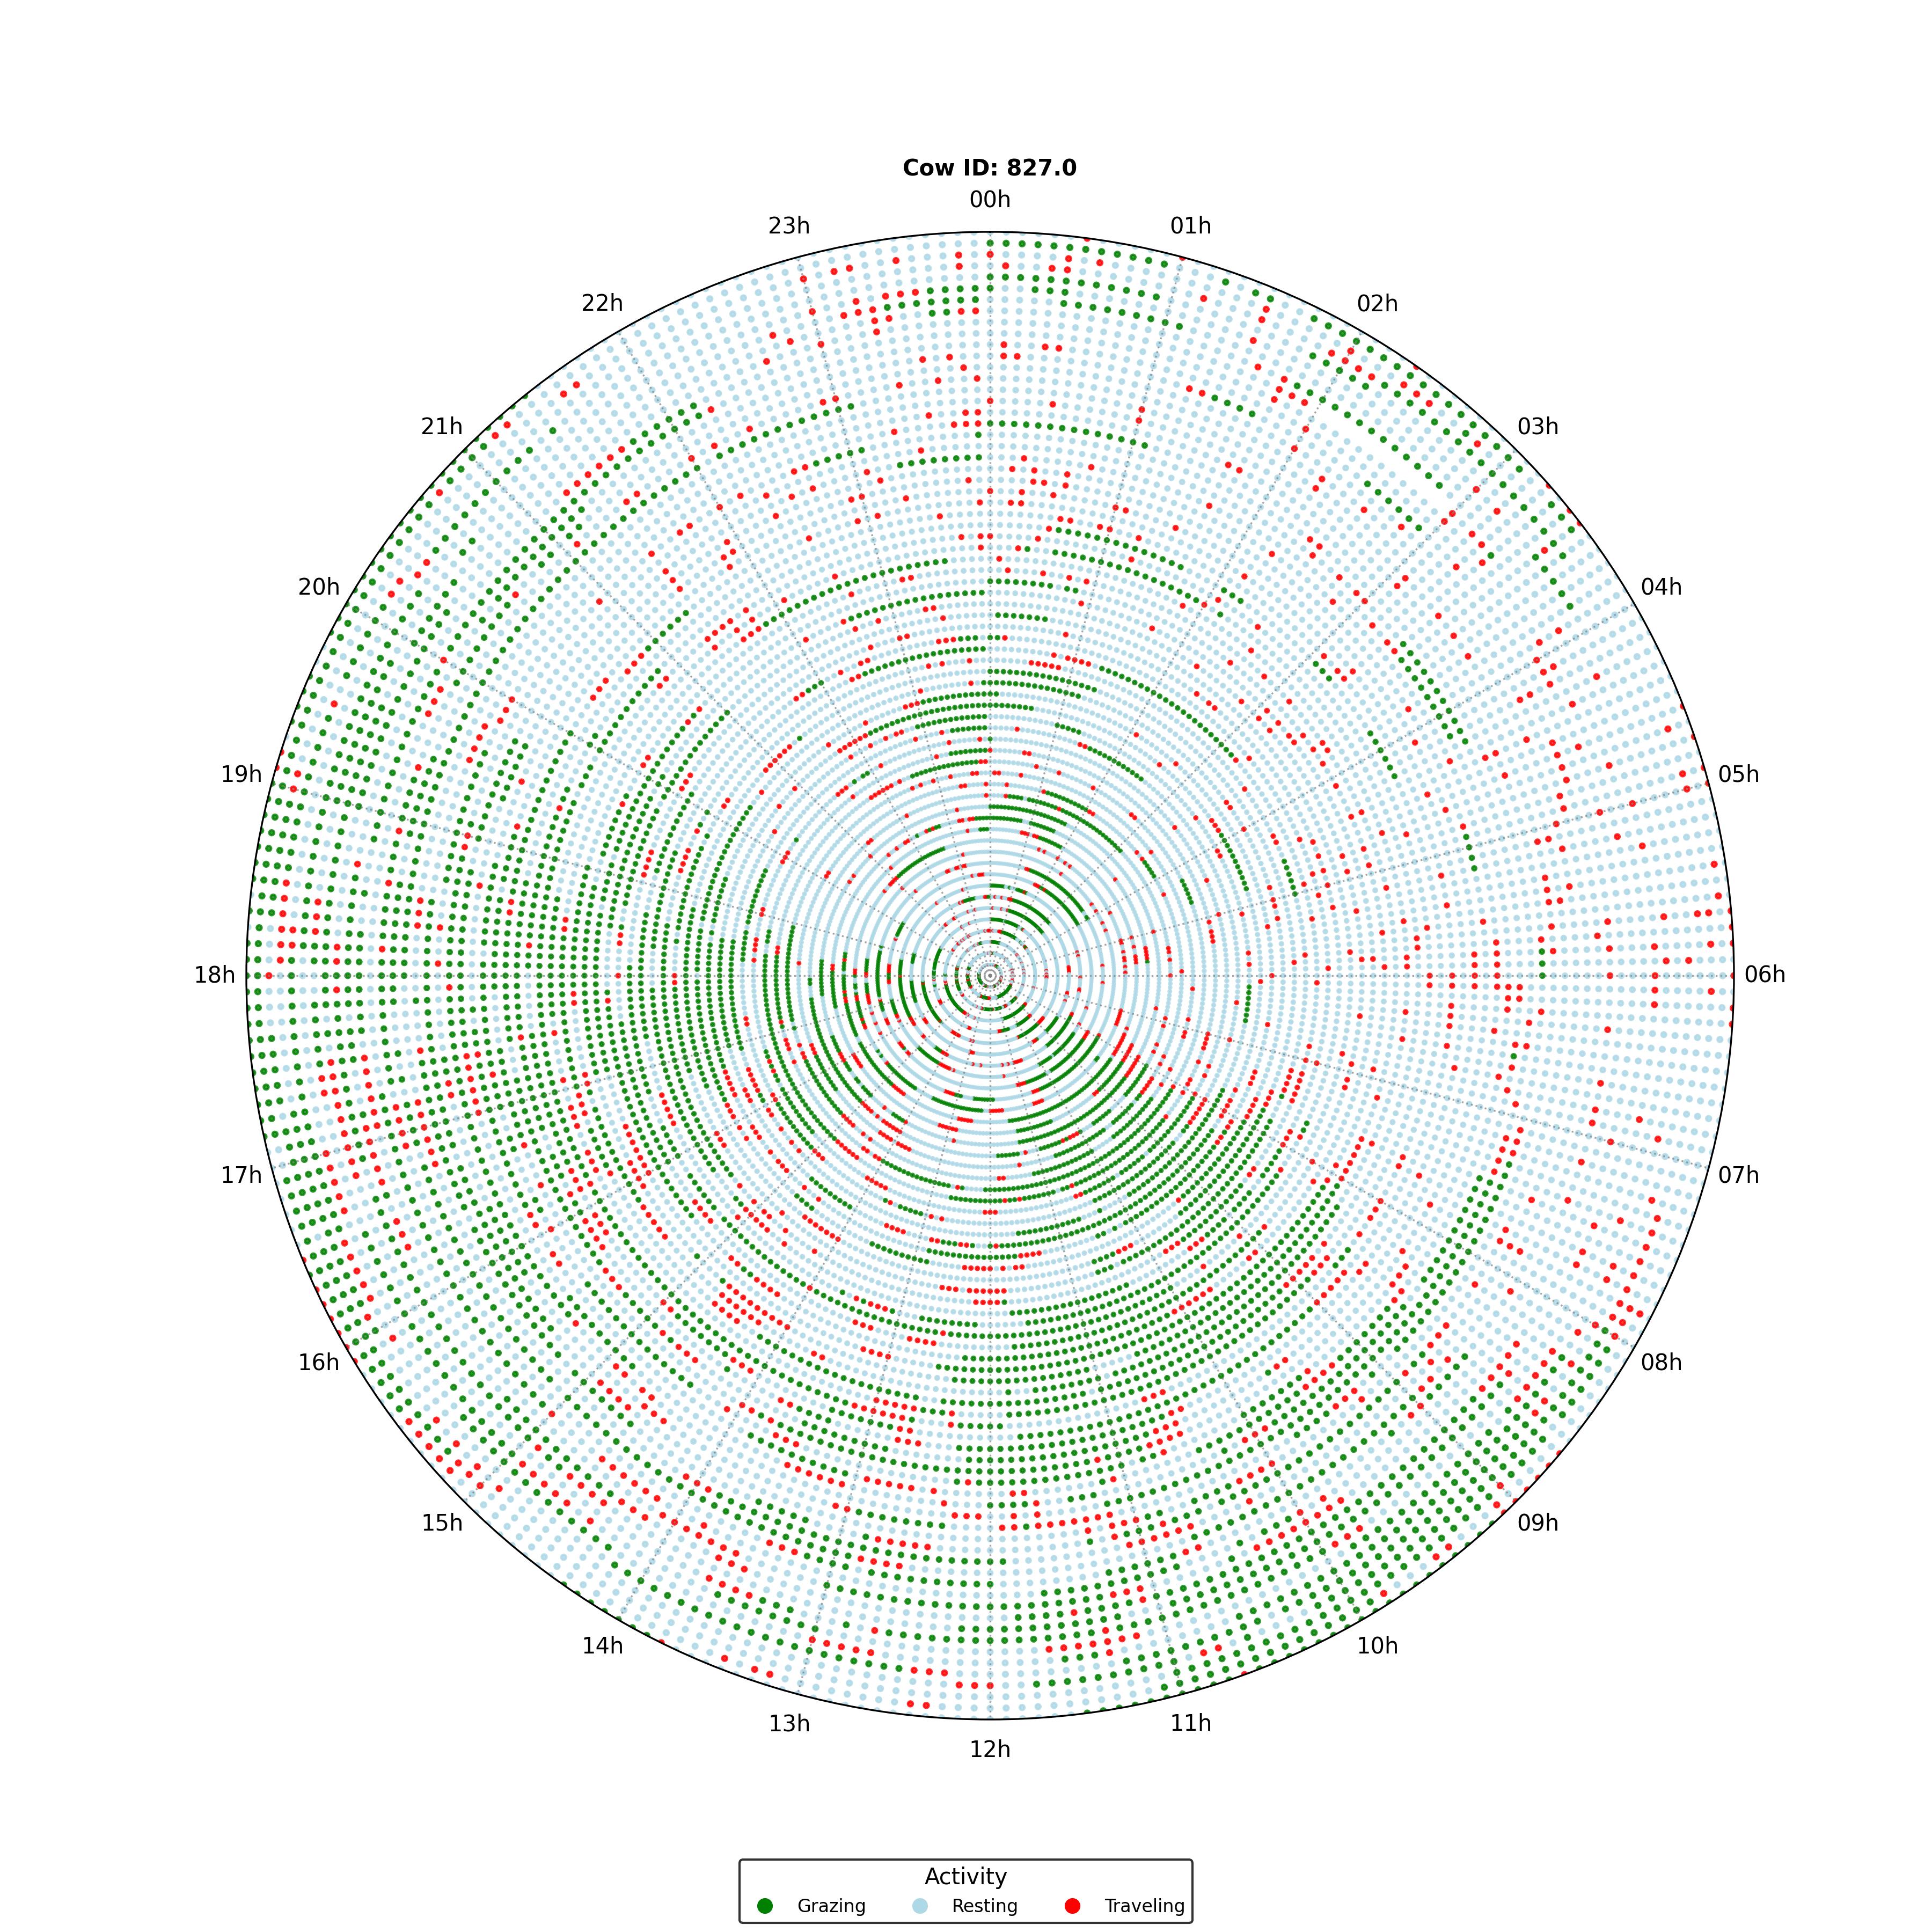 Cow ID: 827.0
00h
23h
01h
22h
02h
21h
03h
20h
04h
19h
05h
18h
06h
17h
07h
16h
08h
15h
09h
14h
10h
13h
11h
12h
Activity
Grazing Resting Traveling